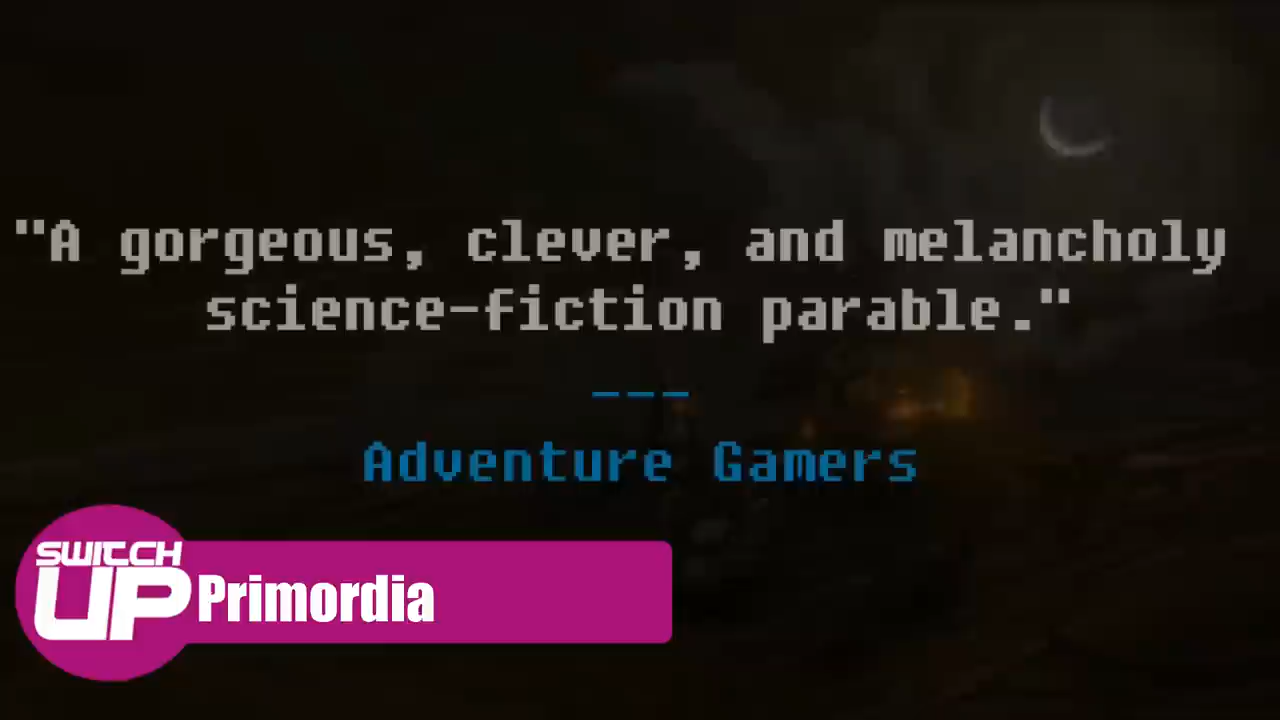 "A gorgeous, clever, and melancholy
science-fiction parable."
---
Adventure Gamers
SWITCH
UP
Primordia